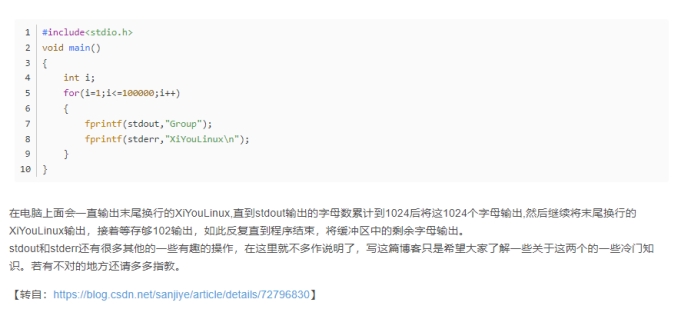 1 #include<stdio.h>
2 void main()
3 {
4 int i;
5 for(i=1;i<=100000;i++)
6 {
7 fprintf(stdout,"Group");
8 fprintf(stderr,"XiYouLinux\n");
9 }
10 }
在电脑上面会一直输出末尾换行的XiYouLinux,直到stdout输出的字母数累计到1024后将这1024个字母输出,然后继续将末尾换行的
XiYouLinux输出，接着等存够102输出，如此反复直到程序结束，将缓冲区中的剩余字母输出。
stdout和stderr还有很多其他的一些有趣的操作，在这里就不多作说明了，写这篇博客只是希望大家了解一些关于这两个的一些冷门知
识。若有不对的地方还请多多指教。
【转自：https://blog.csdn.net/sanjiye/article/details/72796830】